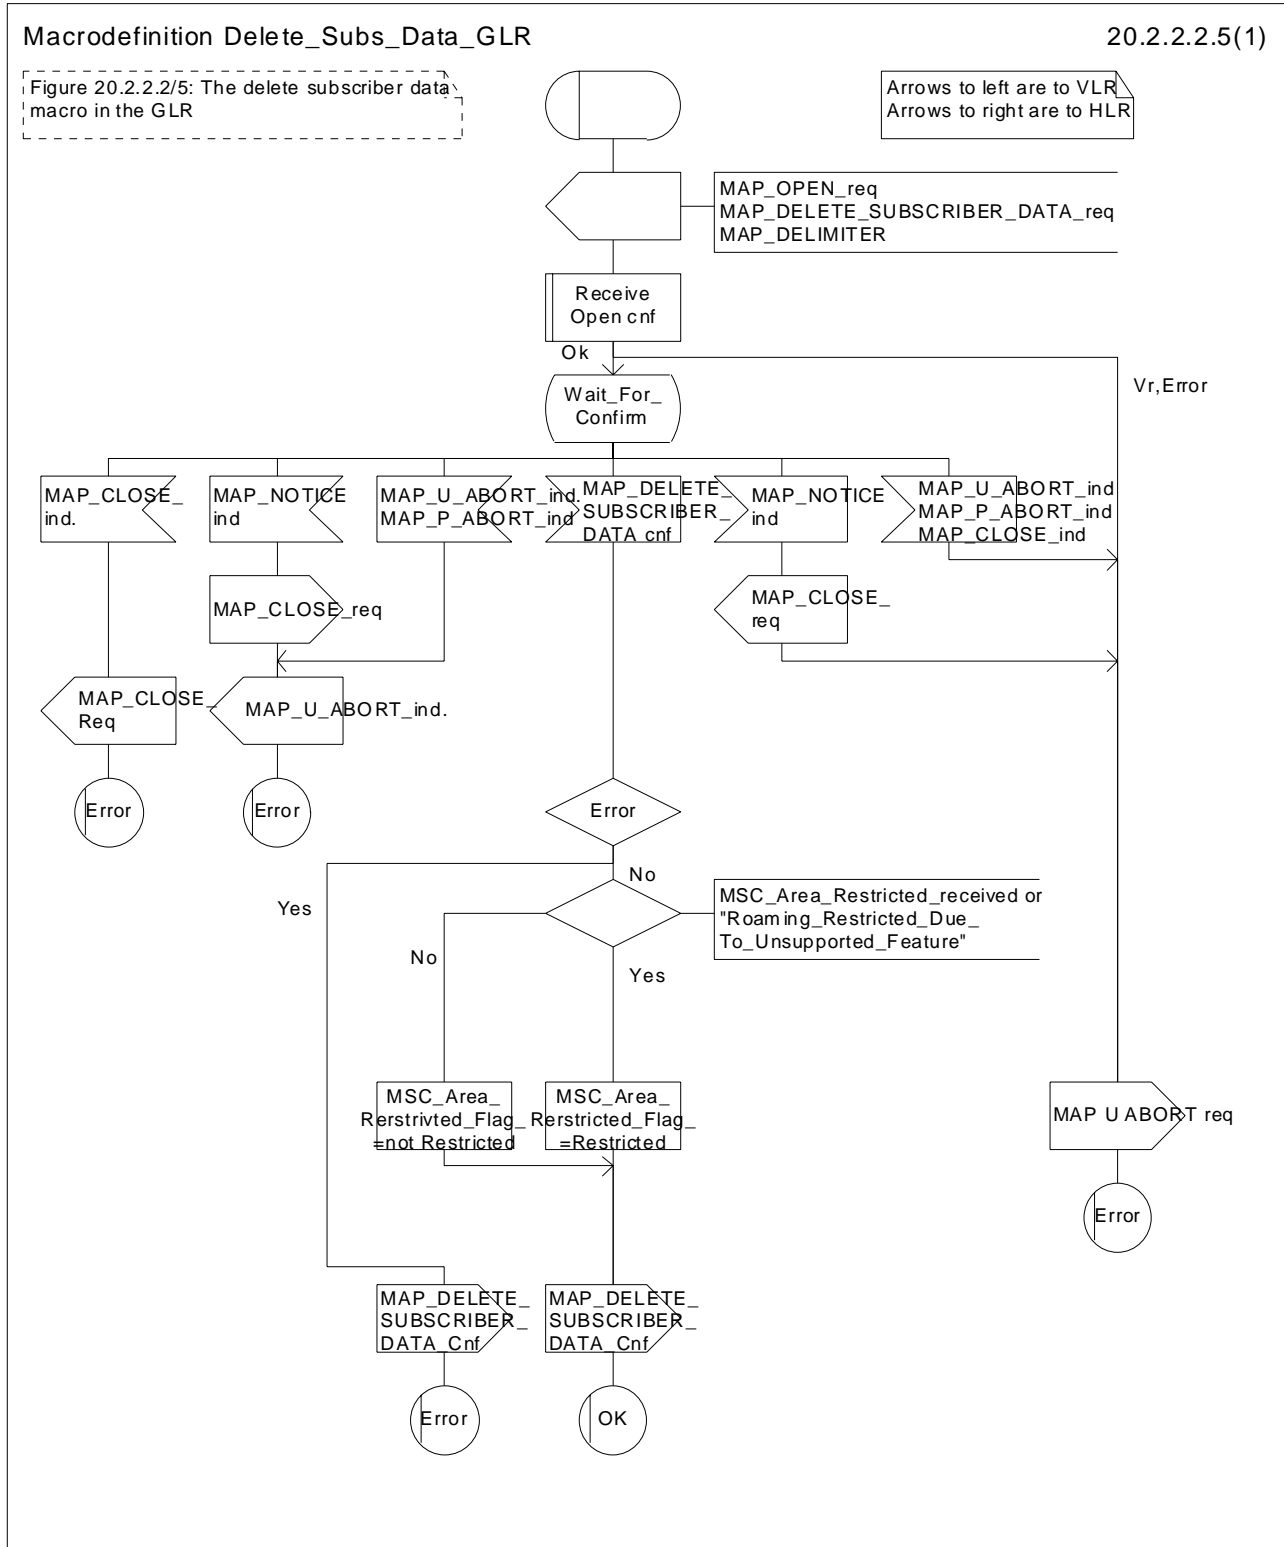 Macrodefinition Delete_Subs_Data_GLR
20.2.2.2.5(1)
Figure 20.2.2.2/5: The delete subscriber data
macro in the GLR
Arrows to left are to VLR
Arrows to right are to HLR
MAP_OPEN_req
MAP_DELETE_SUBSCRIBER_DATA_req
MAP_DELIMITER
Receive
Open cnf
Ok
Vr,Error
Wait_For_
Confirm
MAP_CLOSE_
ind.
MAP_NOTICE
ind
MAP_U_ABORT_ind.
MAP_P_ABORT_ind
MAP_DELETE_
SUBSCRIBER_
DATA cnf
MAP_NOTICE
ind
MAP_U_ABORT_ind
MAP_P_ABORT_ind
MAP_CLOSE_ind
MAP_CLOSE_req
MAP_CLOSE_
req
MAP_CLOSE_
Req
MAP_U_ABORT_ind.
Error
Error
Error
No
Yes
MSC_Area_Restricted_received or
"Roaming_Restricted_Due_
To_Unsupported_Feature"
No
Yes
MSC_Area_
Rerstrivted_Flag_
=not Restricted
MSC_Area_
Rerstricted_Flag_
=Restricted
MAP U ABORT req
Error
MAP_DELETE_
SUBSCRIBER_
DATA_Cnf
MAP_DELETE_
SUBSCRIBER_
DATA_Cnf
Error
OK